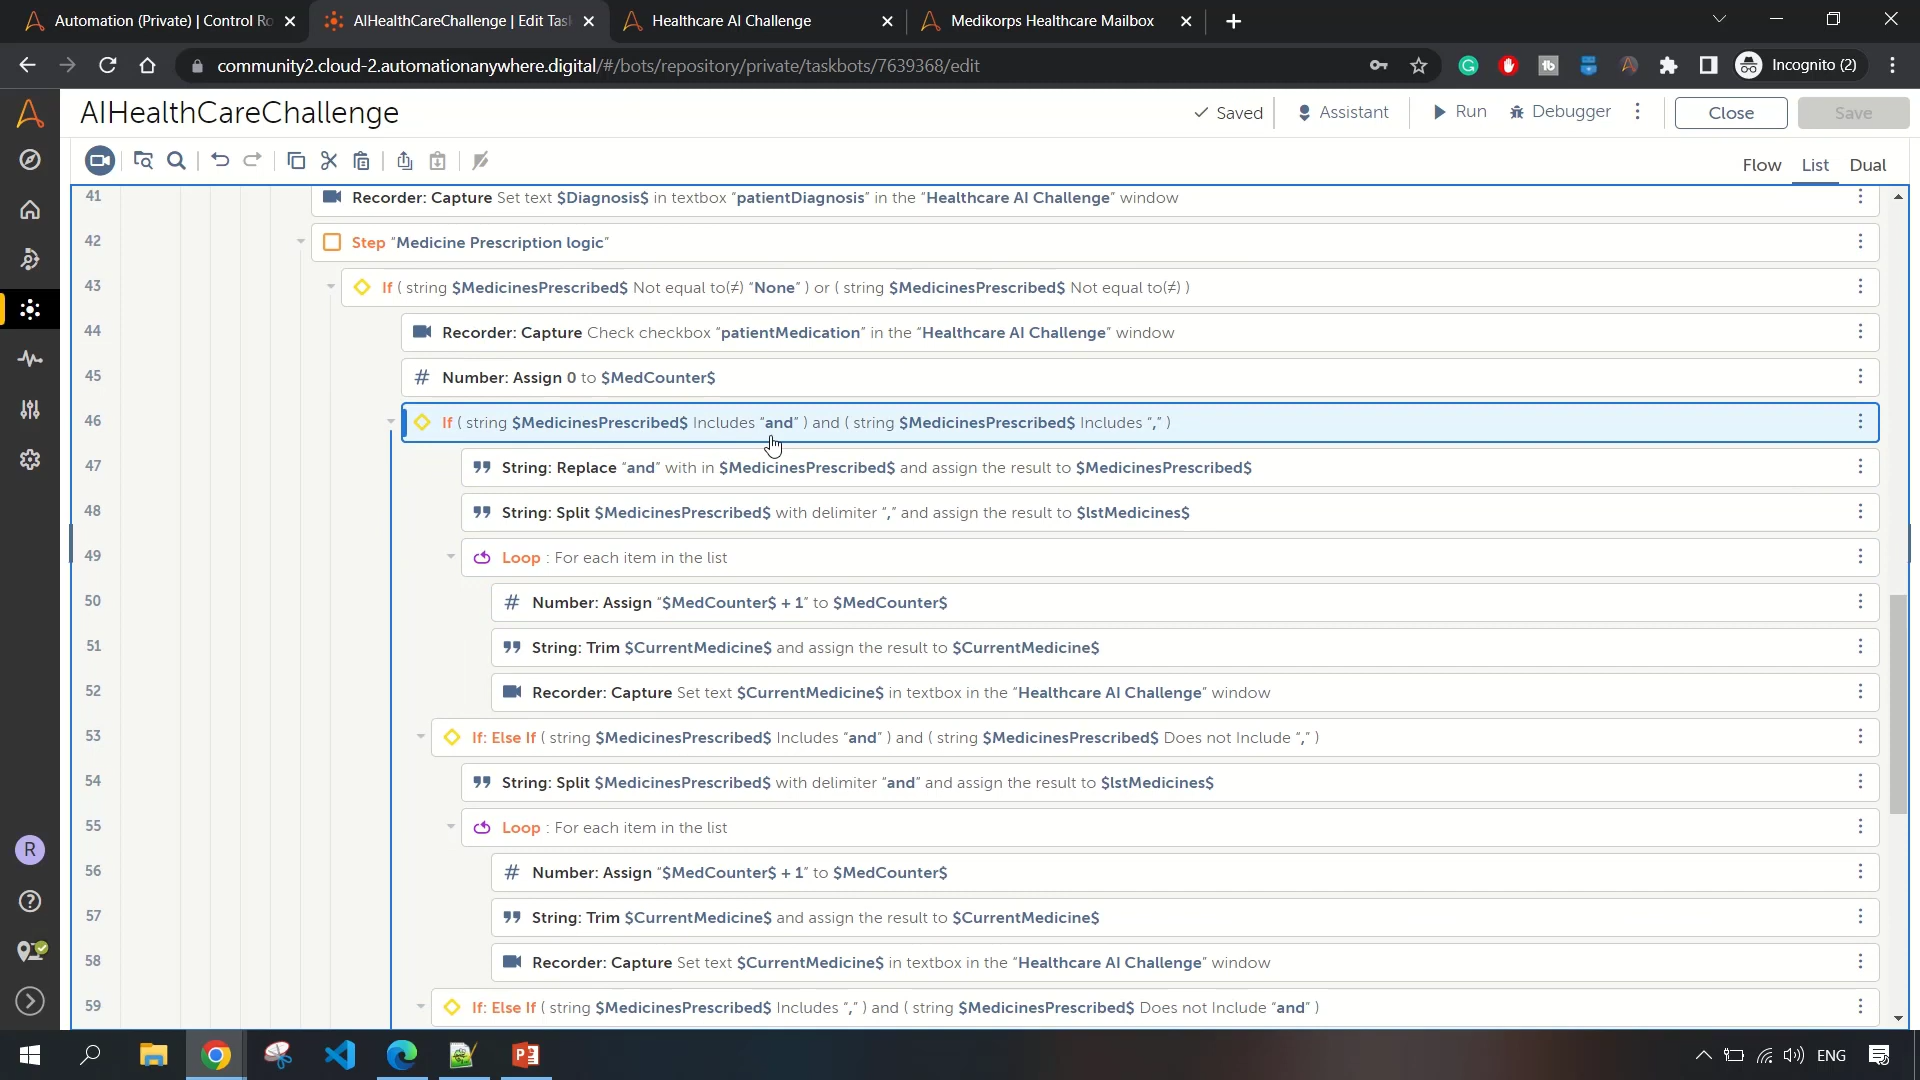 Automation (Private) | Control Ro
AIHealthCareChallenge | Edit Tas
Healthcare AI Challenge
Medikorps Healthcare Mailbox
community2.cloud-2.automationanywhere.digital/#/bots/repository/private/taskbots/7639368/edit
Incognito (2)
AIHealthCareChallenge
Saved
Assistant
Run
Debugger
Close
Save
Flow
List
Dual
41 Recorder: Capture Set text $Diagnosis$ in textbox “patientDiagnosis” in the “Healthcare AI Challenge” window
42 Step “Medicine Prescription logic”
43 If ( string $MedicinesPrescribed$ Not equal to(≠) “None” ) or ( string $MedicinesPrescribed$ Not equal to(≠) )
44 Recorder: Capture Check checkbox “patientMedication” in the “Healthcare AI Challenge” window
45 # Number: Assign 0 to $MedCounter$
46 If ( string $MedicinesPrescribed$ Includes “and” ) and ( string $MedicinesPrescribed$ Includes “,” )
47 String: Replace “and” with in $MedicinesPrescribed$ and assign the result to $MedicinesPrescribed$
48 String: Split $MedicinesPrescribed$ with delimiter “,” and assign the result to $lstMedicines$
49 Loop : For each item in the list
50 # Number: Assign “$MedCounter$ + 1” to $MedCounter$
51 String: Trim $CurrentMedicine$ and assign the result to $CurrentMedicine$
52 Recorder: Capture Set text $CurrentMedicine$ in textbox in the “Healthcare AI Challenge” window
53 If: Else If ( string $MedicinesPrescribed$ Includes “and” ) and ( string $MedicinesPrescribed$ Does not Include “,” )
54 String: Split $MedicinesPrescribed$ with delimiter “and” and assign the result to $lstMedicines$
55 Loop : For each item in the list
56 # Number: Assign “$MedCounter$ + 1” to $MedCounter$
57 String: Trim $CurrentMedicine$ and assign the result to $CurrentMedicine$
58 Recorder: Capture Set text $CurrentMedicine$ in textbox in the “Healthcare AI Challenge” window
59 If: Else If ( string $MedicinesPrescribed$ Includes “,” ) and ( string $MedicinesPrescribed$ Does not Include “and” )
R
ENG